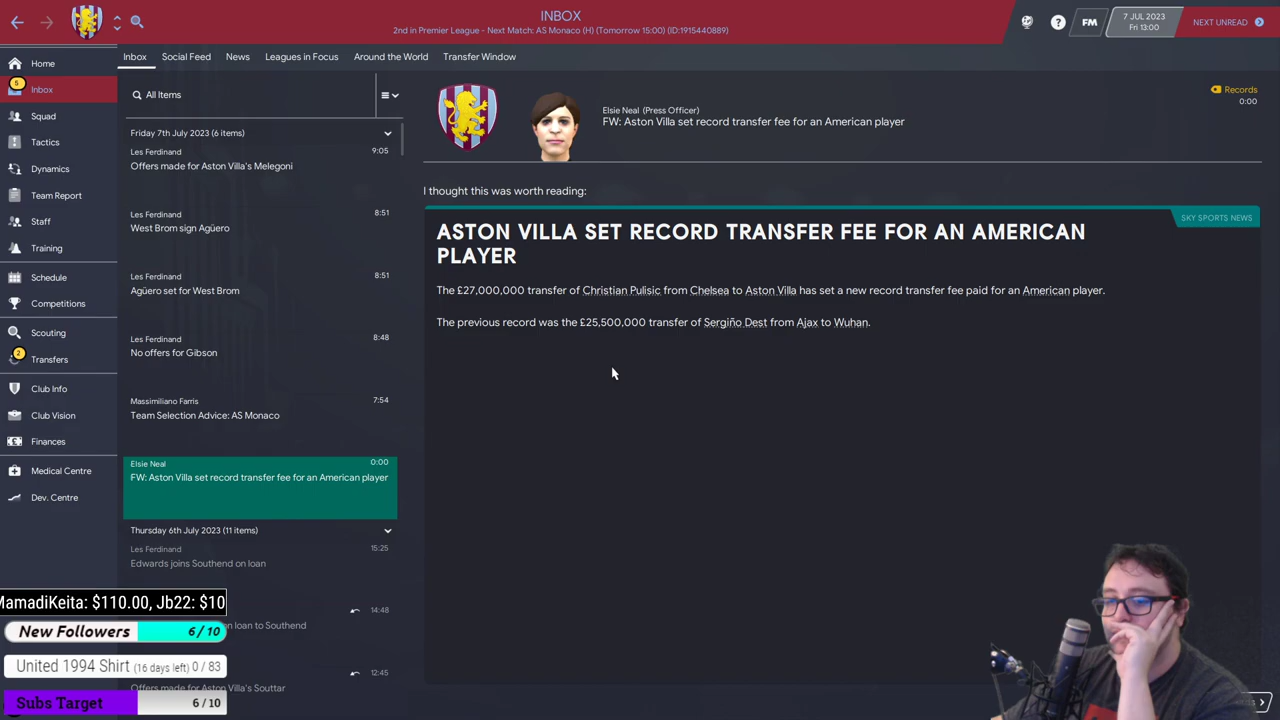 INBOX
2nd in Premier League - Next Match: AS Monaco (H) (Tomorrow 15:00) (ID:1915440889)
?
FM
7 JUL 2023
Fri 13:00
NEXT UNREAD
Home
5
Inbox
Squad
Tactics
Dynamics
Team Report
Staff
Training
Schedule
Competitions
Scouting
2
Transfers
Club Info
Club Vision
Finances
Medical Centre
Dev. Centre
Inbox Social Feed News Leagues in Focus Around the World Transfer Window
All Items
Friday 7th July 2023 (6 items)
Les Ferdinand 9:05
Offers made for Aston Villa's Melegoni
Les Ferdinand 8:51
West Brom sign Agüero
Les Ferdinand 8:51
Agüero set for West Brom
Les Ferdinand 8:48
No offers for Gibson
Massimiliano Farris 7:54
Team Selection Advice: AS Monaco
Elsie Neal 0:00
FW: Aston Villa set record transfer fee for an American player
Thursday 6th July 2023 (11 items)
Les Ferdinand 15:25
Edwards joins Southend on loan
14:48
on loan to Southend
12:45
Offers made for Aston Villa's Souttar
Elsie Neal (Press Officer)
FW: Aston Villa set record transfer fee for an American player
Records
0:00
I thought this was worth reading:
SKY SPORTS NEWS
ASTON VILLA SET RECORD TRANSFER FEE FOR AN AMERICAN
PLAYER
The £27,000,000 transfer of Christian Pulisic from Chelsea to Aston Villa has set a new record transfer fee paid for an American player.
The previous record was the £25,500,000 transfer of Sergiño Dest from Ajax to Wuhan.
MamadiKeita: $110.00, Jb22: $10
New Followers 6 / 10
United 1994 Shirt (16 days left) 0 / 83
Subs Target 6 / 10